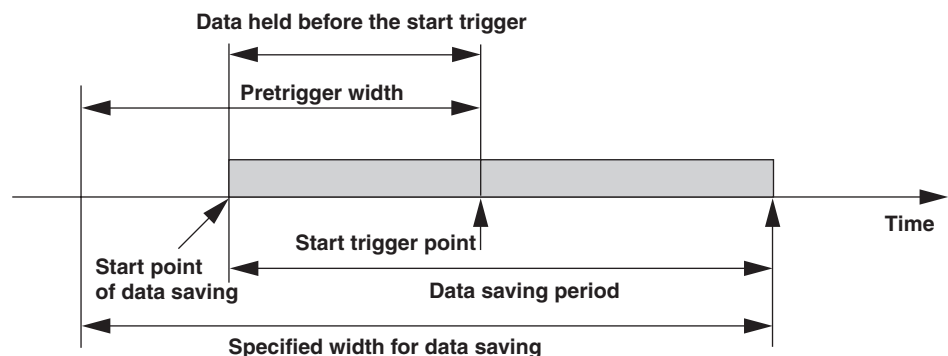 Data held before the start trigger
Pretrigger width
Time
Start trigger point
Start point
of data saving
Data saving period
Specified width for data saving